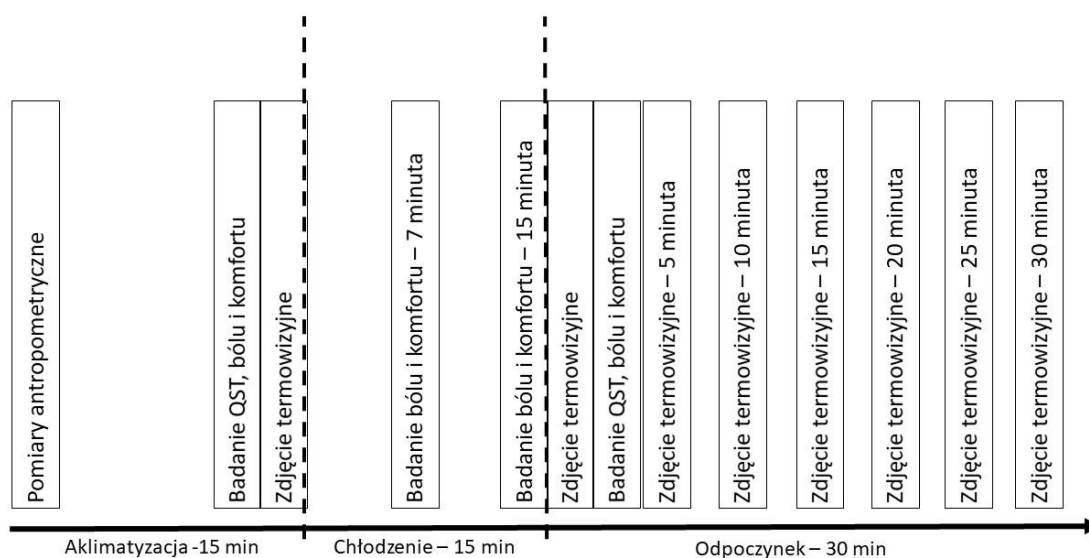 Pomiary antropometryczne
Badanie QST, bólu i komfortu
Zdjęcie termowizyjne
Badanie bólu i komfortu – 7 minuta
Badanie bólu i komfortu – 15 minuta
Zdjęcie termowizyjne
Badanie QST, bólu i komfortu
Zdjęcie termowizyjne – 5 minuta
Zdjęcie termowizyjne – 10 minuta
Zdjęcie termowizyjne – 15 minuta
Zdjęcie termowizyjne – 20 minuta
Zdjęcie termowizyjne – 25 minuta
Zdjęcie termowizyjne – 30 minuta
Aklimatyzacja -15 min
Chłodzenie – 15 min
Odpoczynek – 30 min